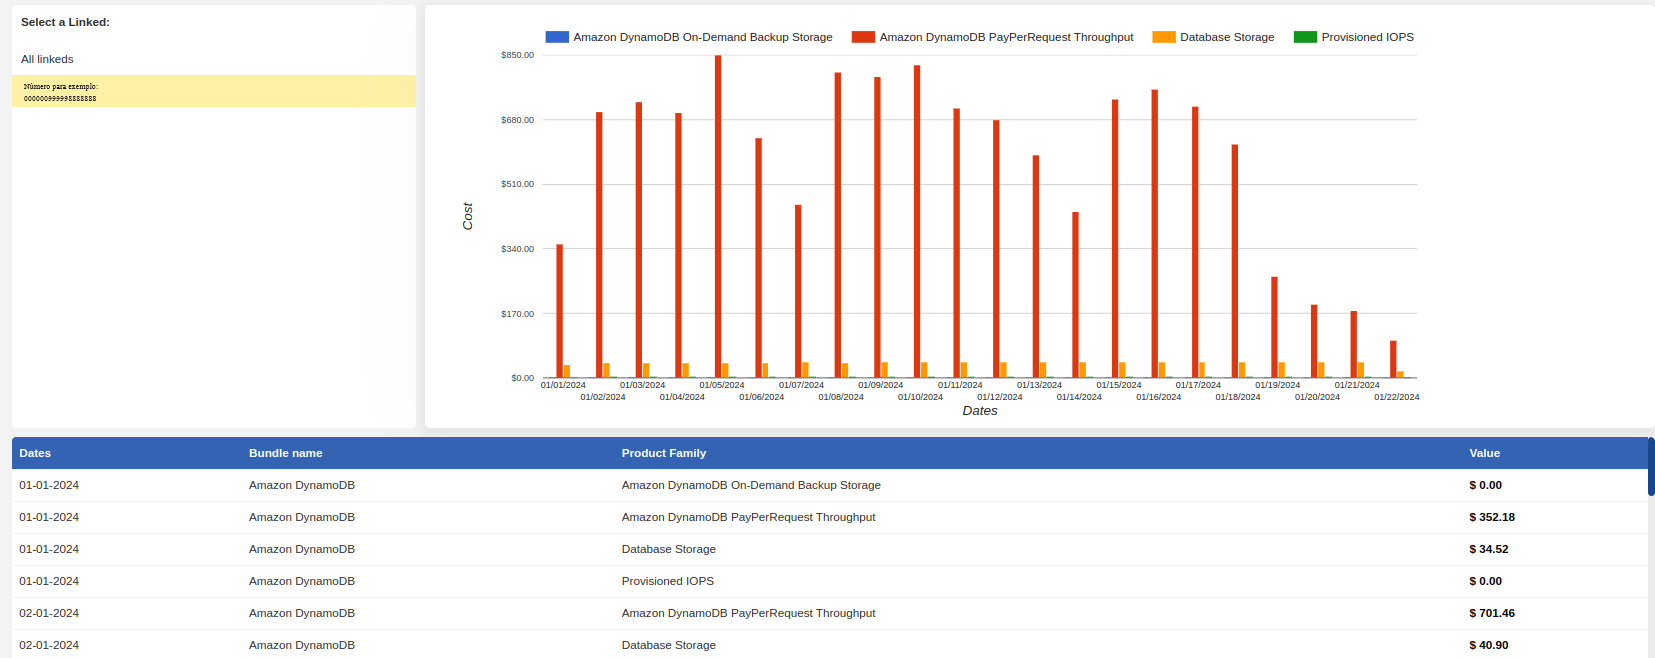 Select a Linked:
All linkeds
Número para exemplo:
000000999998888888
Amazon DynamoDB On-Demand Backup Storage
Amazon DynamoDB PayPerRequest Throughput
Database Storage
Provisioned IOPS
$850.00
$680.00
$510.00
$340.00
$170.00
$0.00
Cost
01/01/2024
01/02/2024
01/03/2024
01/04/2024
01/05/2024
01/06/2024
01/07/2024
01/08/2024
01/09/2024
01/10/2024
01/11/2024
01/12/2024
01/13/2024
01/14/2024
01/15/2024
01/16/2024
01/17/2024
01/18/2024
01/19/2024
01/20/2024
01/21/2024
01/22/2024
Dates
Dates Bundle name Product Family Value
01-01-2024 Amazon DynamoDB Amazon DynamoDB On-Demand Backup Storage $ 0.00
01-01-2024 Amazon DynamoDB Amazon DynamoDB PayPerRequest Throughput $ 352.18
01-01-2024 Amazon DynamoDB Database Storage $ 34.52
01-01-2024 Amazon DynamoDB Provisioned IOPS $ 0.00
02-01-2024 Amazon DynamoDB Amazon DynamoDB PayPerRequest Throughput $ 701.46
02-01-2024 Amazon DynamoDB Database Storage $ 40.90